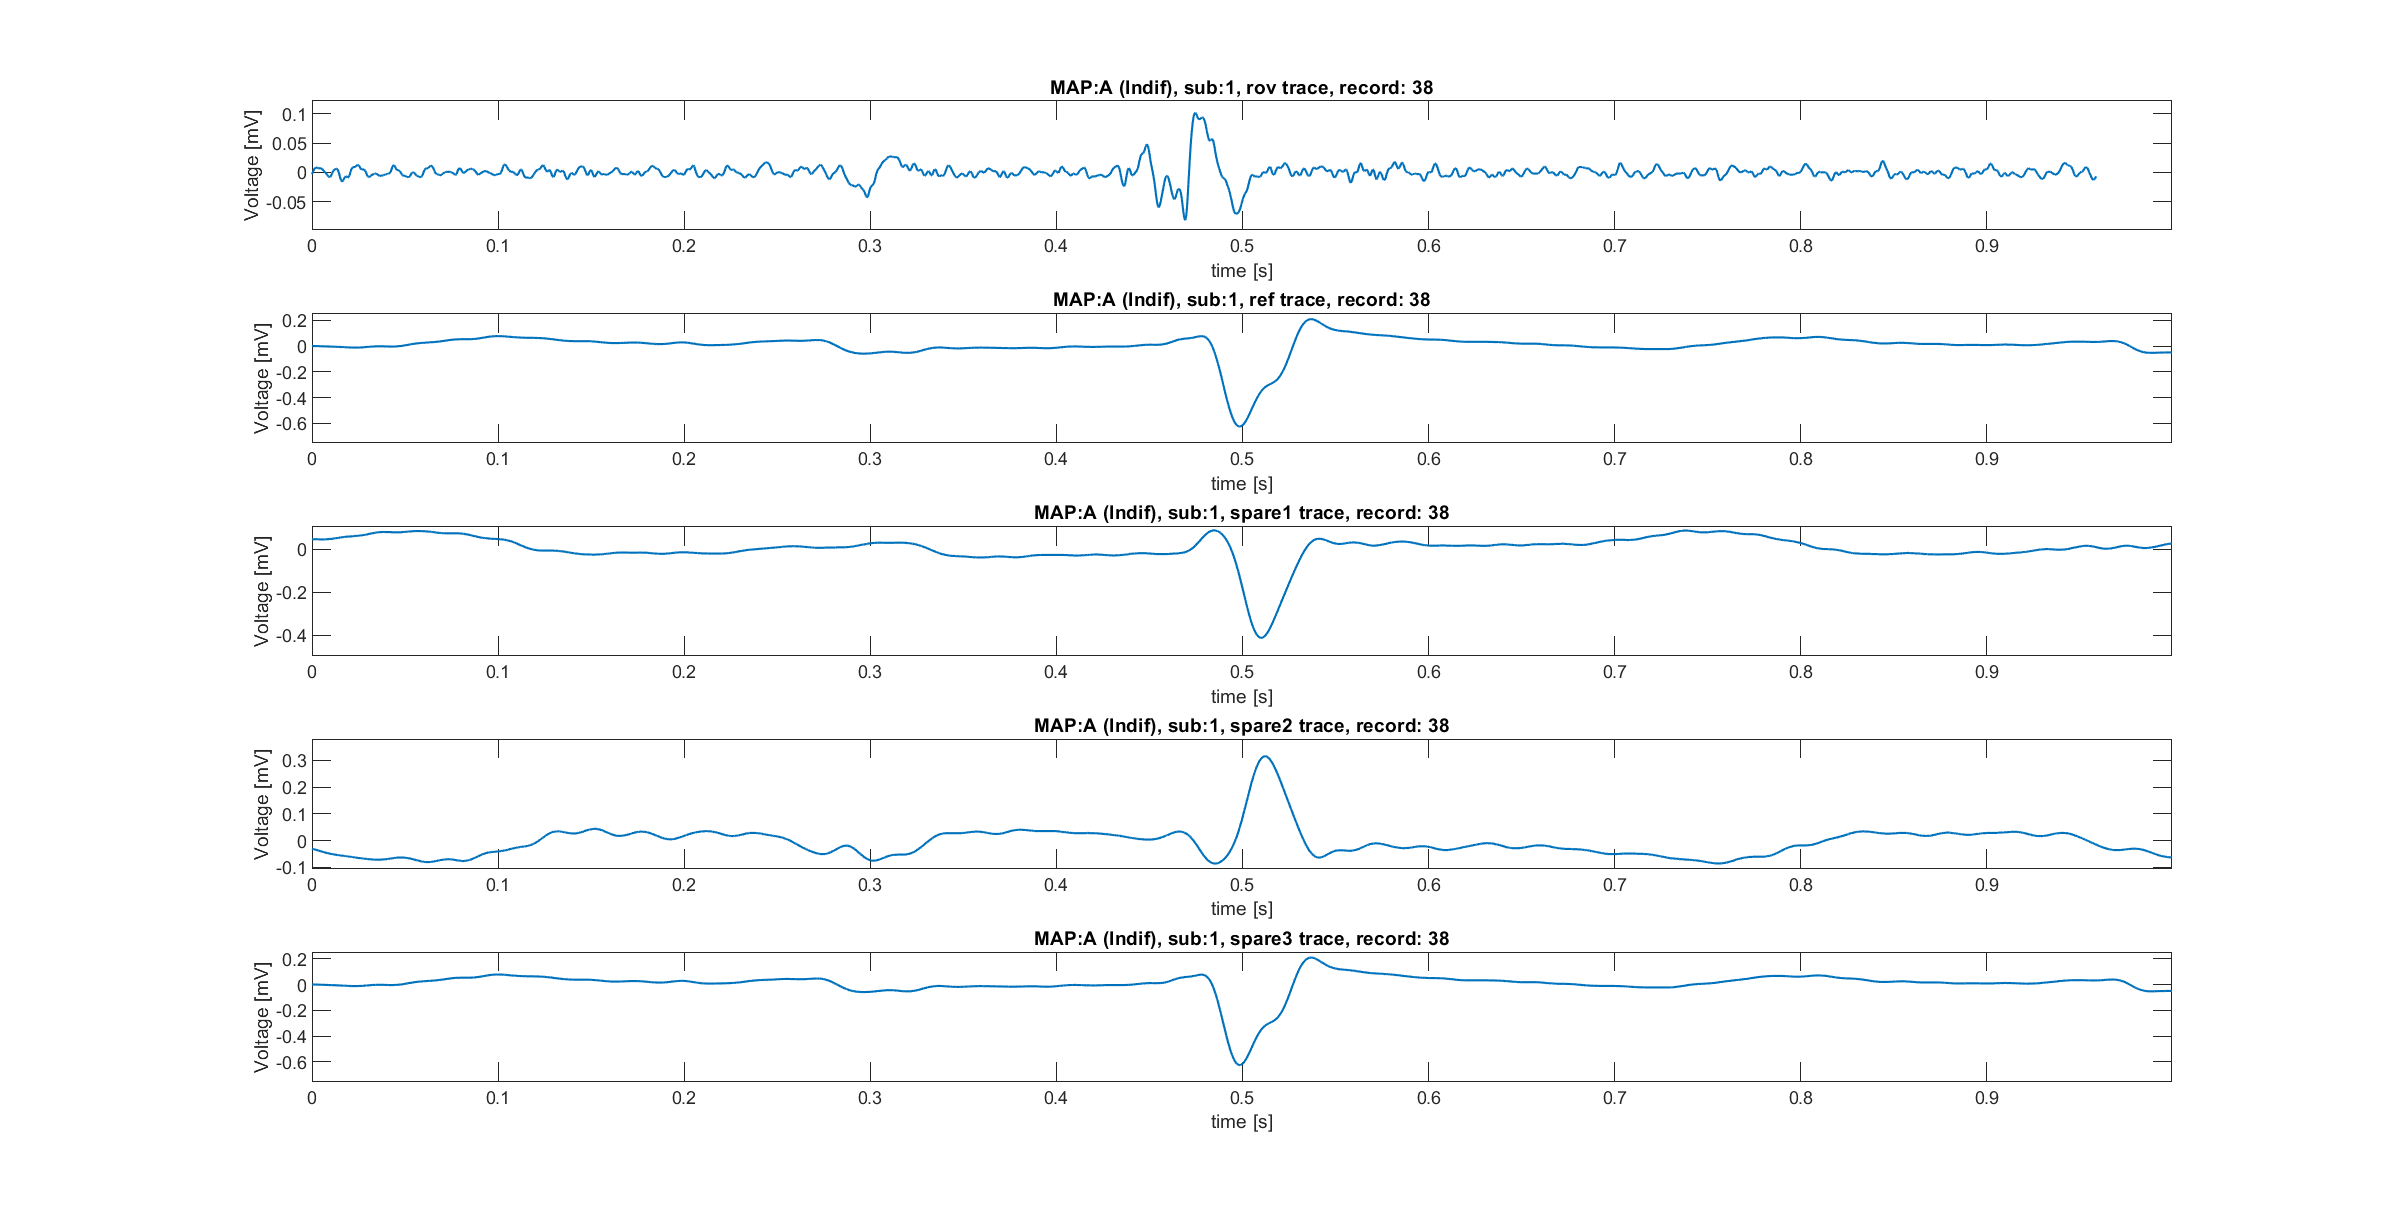 MAP:A (Indif), sub:1, rov trace, record: 38
Voltage [mV]
0.1
0.05
0
-0.05
0 0.1 0.2 0.3 0.4 0.5 0.6 0.7 0.8 0.9
time [s]
MAP:A (Indif), sub:1, ref trace, record: 38
Voltage [mV]
0.2
0
-0.2
-0.4
-0.6
0 0.1 0.2 0.3 0.4 0.5 0.6 0.7 0.8 0.9
time [s]
MAP:A (Indif), sub:1, spare1 trace, record: 38
Voltage [mV]
0
-0.2
-0.4
0 0.1 0.2 0.3 0.4 0.5 0.6 0.7 0.8 0.9
time [s]
MAP:A (Indif), sub:1, spare2 trace, record: 38
Voltage [mV]
0.3
0.2
0.1
0
-0.1
0 0.1 0.2 0.3 0.4 0.5 0.6 0.7 0.8 0.9
time [s]
MAP:A (Indif), sub:1, spare3 trace, record: 38
Voltage [mV]
0.2
0
-0.2
-0.4
-0.6
0 0.1 0.2 0.3 0.4 0.5 0.6 0.7 0.8 0.9
time [s]